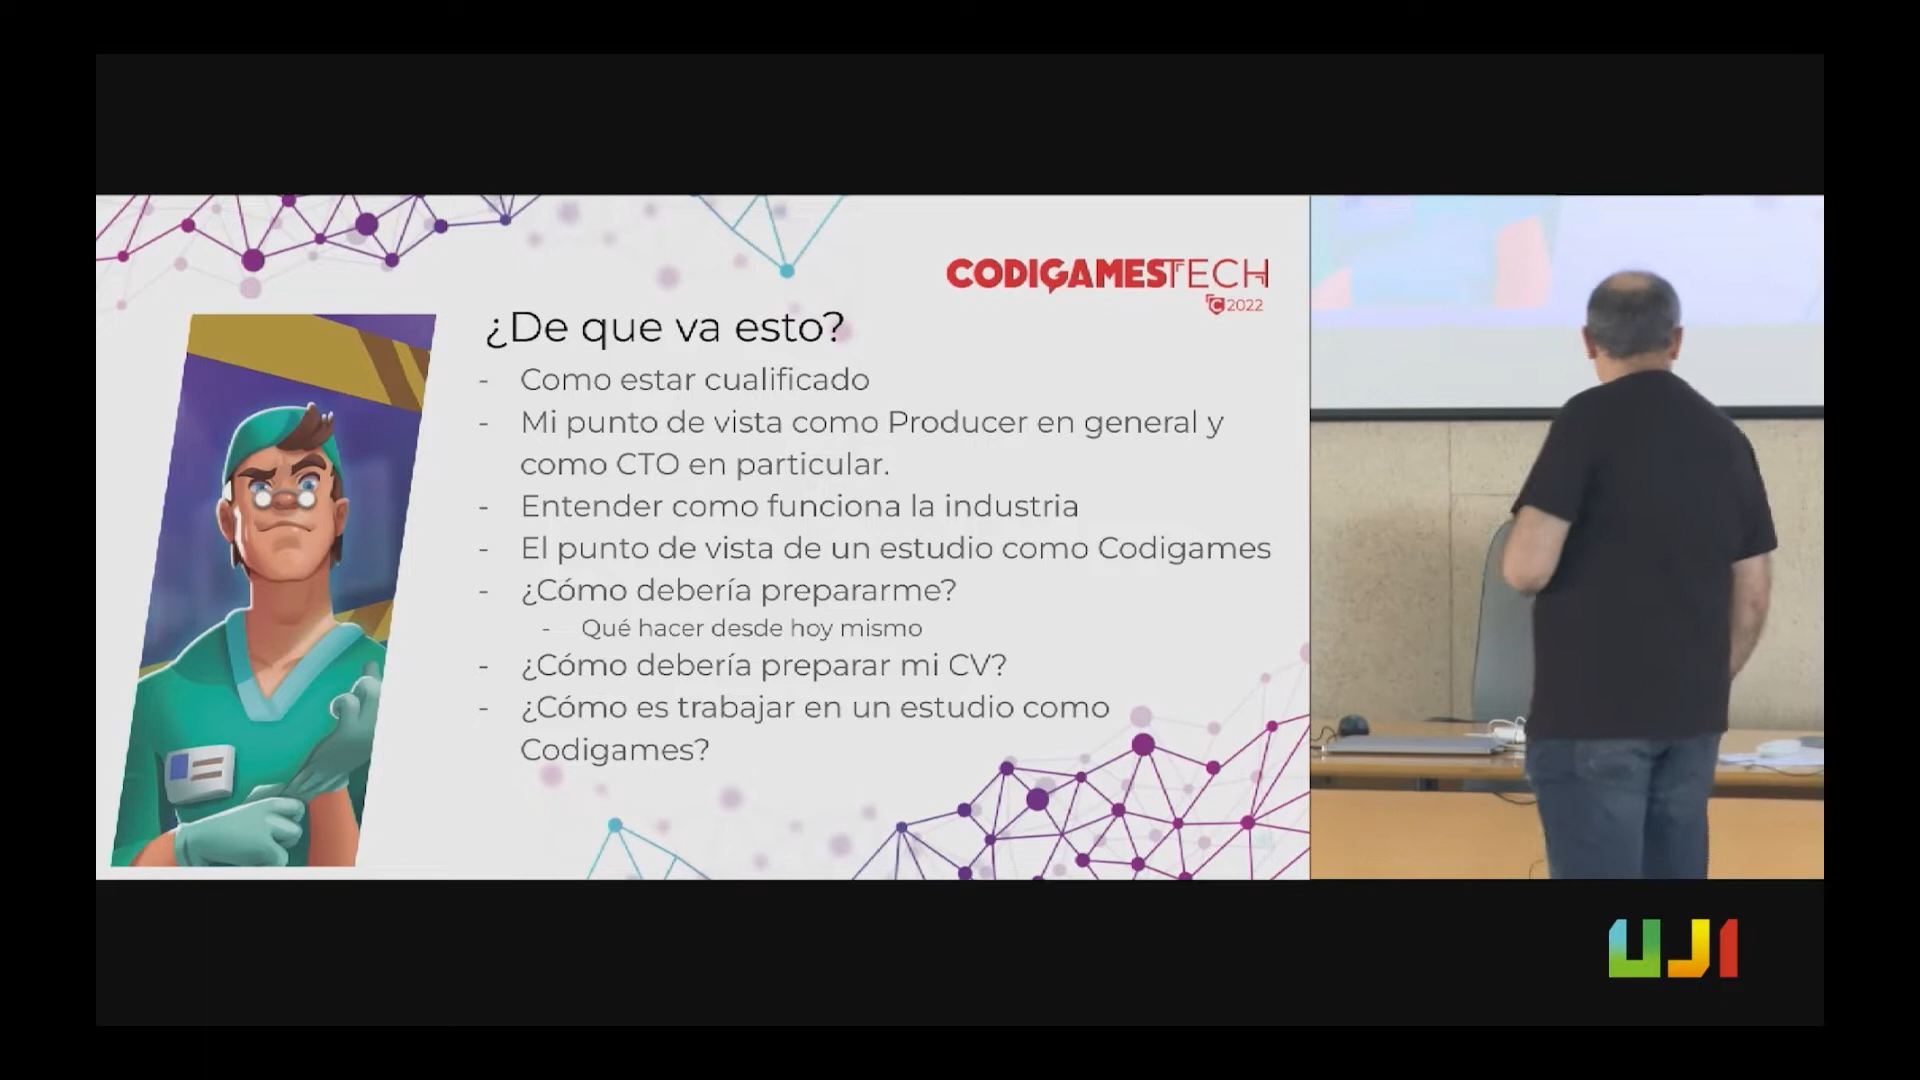 CODIGAMESTECH
C 2022
¿De que va esto?
- Como estar cualificado
- Mi punto de vista como Producer en general y
como CTO en particular.
- Entender como funciona la industria
- El punto de vista de un estudio como Codigames
- ¿Cómo debería prepararme?
- Qué hacer desde hoy mismo
- ¿Cómo debería preparar mi CV?
- ¿Cómo es trabajar en un estudio como
Codigames?
UJI